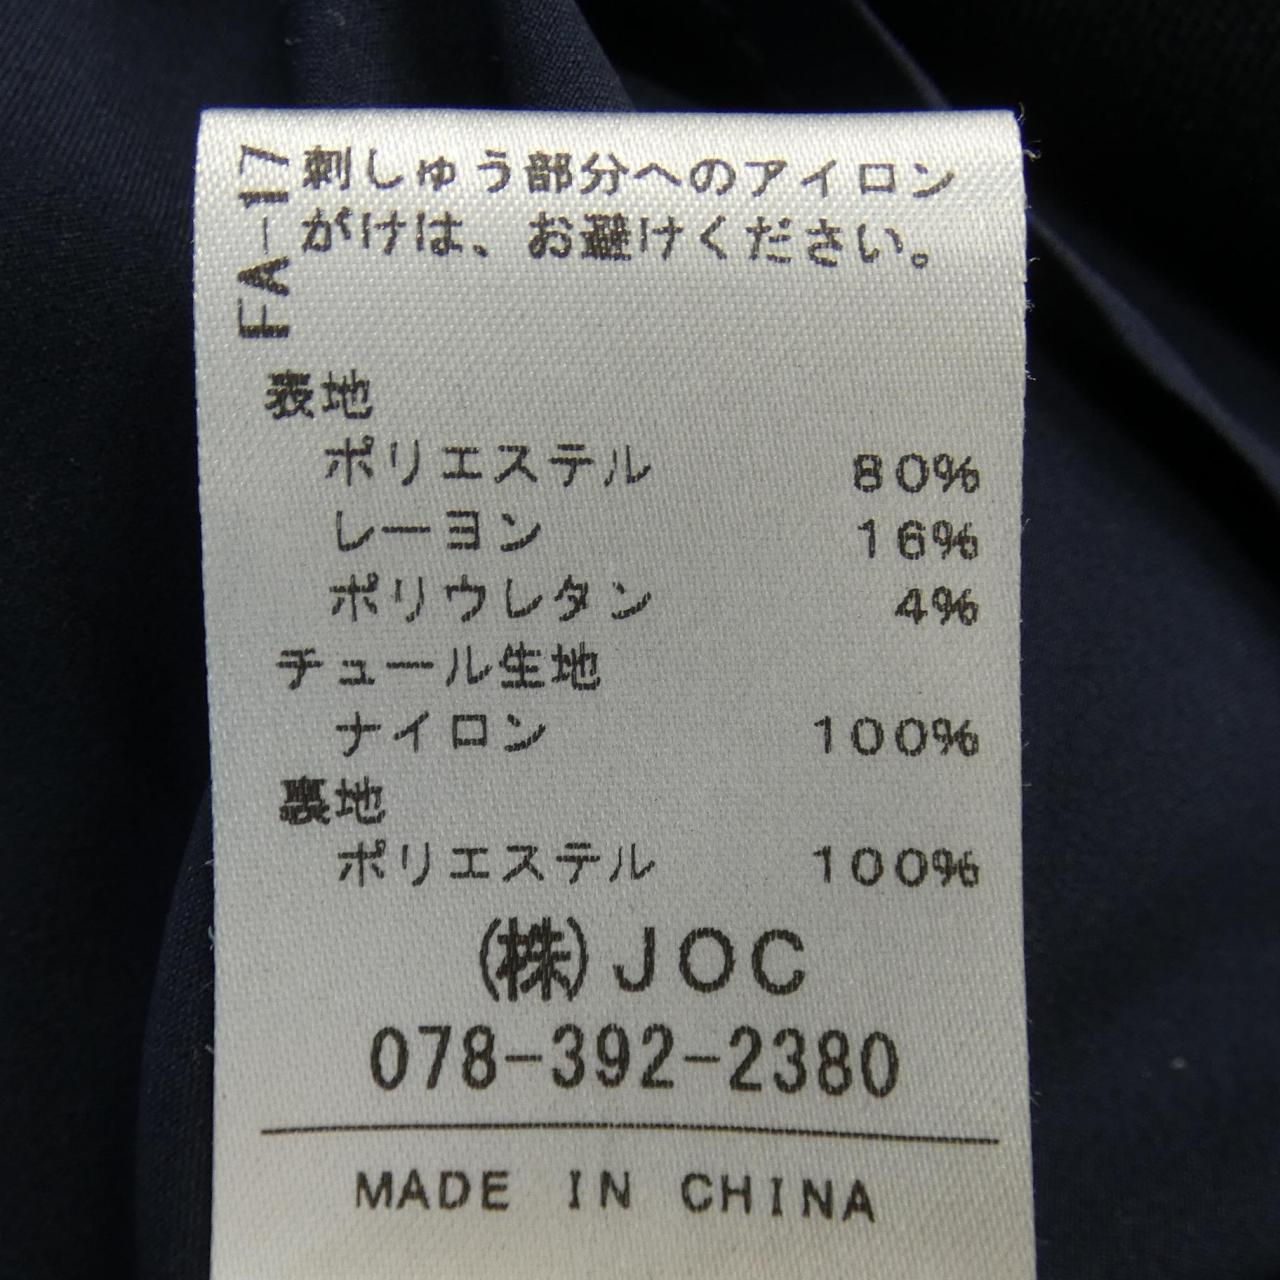 FA-17
刺しゅう部分へのアイロン
がけは、お避けください。
表地
ポリエステル 80%
レーヨン 16%
ポリウレタン 4%
チュール生地
ナイロン 100%
裏地
ポリエステル 100%
(株)JOC
078-392-2380
MADE IN CHINA